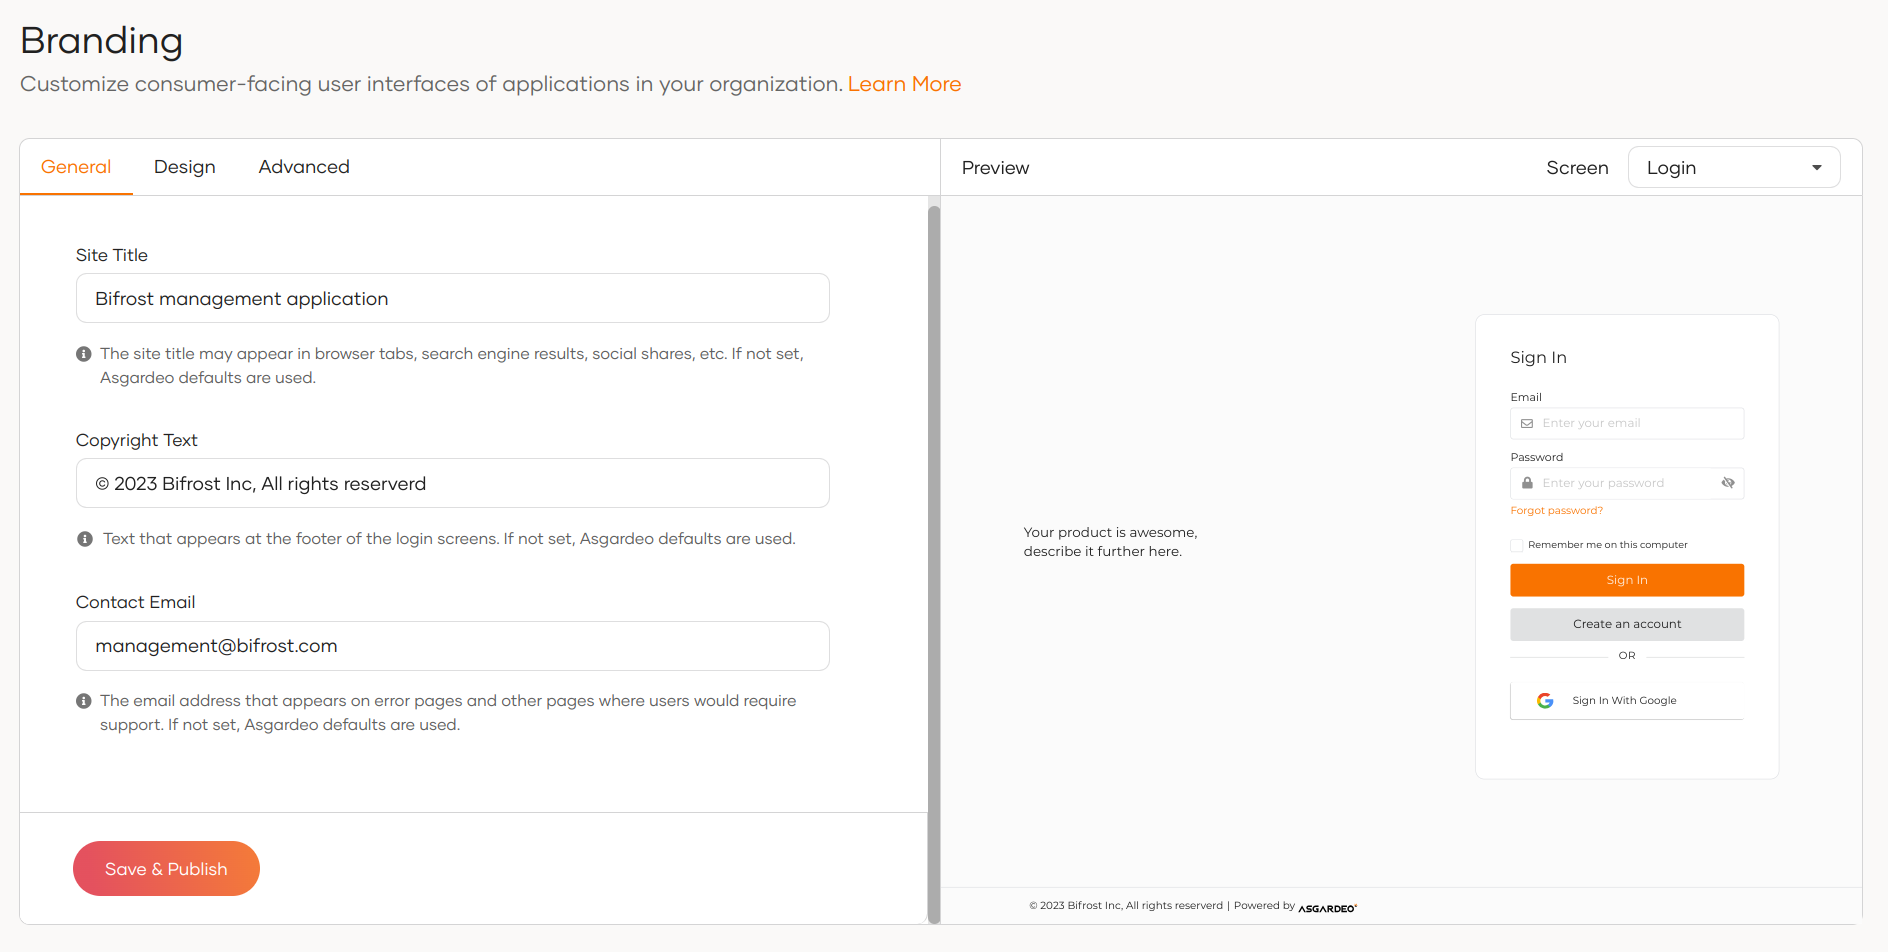 Branding
Customize consumer-facing user interfaces of applications in your organization. Learn More
General
Design
Advanced
Site Title
Bifrost management application
The site title may appear in browser tabs, search engine results, social shares, etc. If not set,
Asgardeo defaults are used.
Copyright Text
© 2023 Bifrost Inc, All rights reserverd
Text that appears at the footer of the login screens. If not set, Asgardeo defaults are used.
Contact Email
management@bifrost.com
The email address that appears on error pages and other pages where users would require
support. If not set, Asgardeo defaults are used.
Save & Publish
Preview
Screen
Login
Your product is awesome,
describe it further here.
Sign In
Email
Enter your email
Password
Enter your password
Forgot password?
Remember me on this computer
Sign In
Create an account
OR
Sign In With Google
© 2023 Bifrost Inc, All rights reserverd | Powered by ASGARDEO